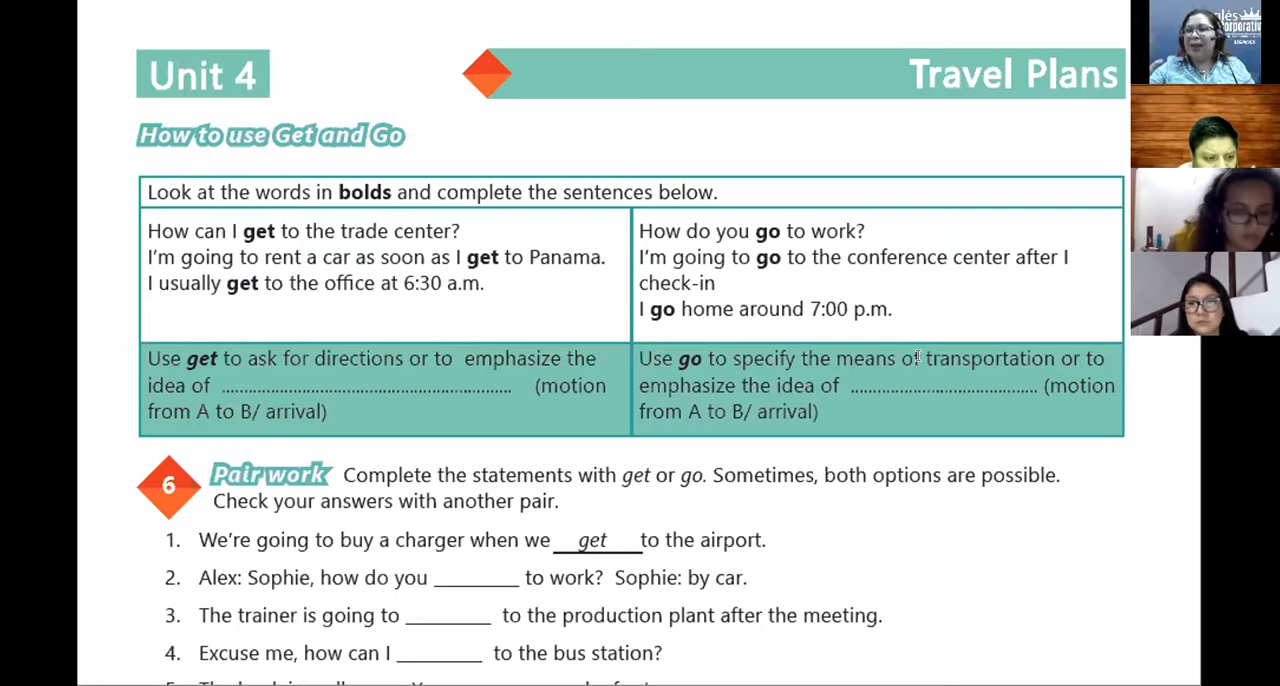 Unit 4
Travel Plans
How to use Get and Go
Look at the words in bolds and complete the sentences below.
How can I get to the trade center?
I'm going to rent a car as soon as I get to Panama.
I usually get to the office at 6:30 a.m.
How do you go to work?
I'm going to go to the conference center after I
check-in
I go home around 7:00 p.m.
Use get to ask for directions or to emphasize the
idea of ........................................................ (motion
from A to B/ arrival)
Use go to specify the means of transportation or to
emphasize the idea of .................................... (motion
from A to B/ arrival)
6 Pair work Complete the statements with get or go. Sometimes, both options are possible.
Check your answers with another pair.
1. We're going to buy a charger when we get to the airport.
2. Alex: Sophie, how do you ________ to work? Sophie: by car.
3. The trainer is going to ________ to the production plant after the meeting.
4. Excuse me, how can I ________ to the bus station?